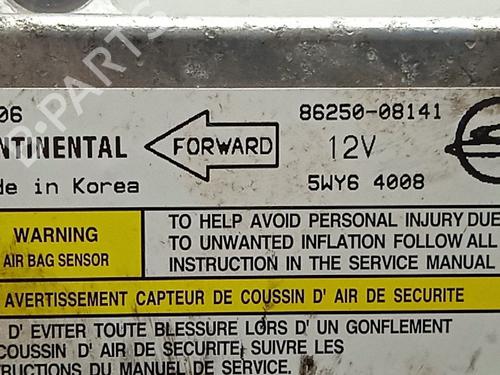 06
86250-08141
NTINENTAL
FORWARD
12V
de in Korea
5WY6 4008
WARNING
AIR BAG SENSOR
TO HELP AVOID PERSONAL INJURY DUE
TO UNWANTED INFLATION FOLLOW ALL
INSTRUCTION IN THE SERVICE MANUAL
AVERTISSEMENT CAPTEUR DE COUSSIN D' AIR DE SECURITE
D' EVITER TOUTE BLESSURE LORS D' UN GONFLEMENT
COUSSIN D' AIR DE SECURITE, SUIVRE LES
TRUCTIONS DU MANUEL DE SERVICE.
B-PARTS